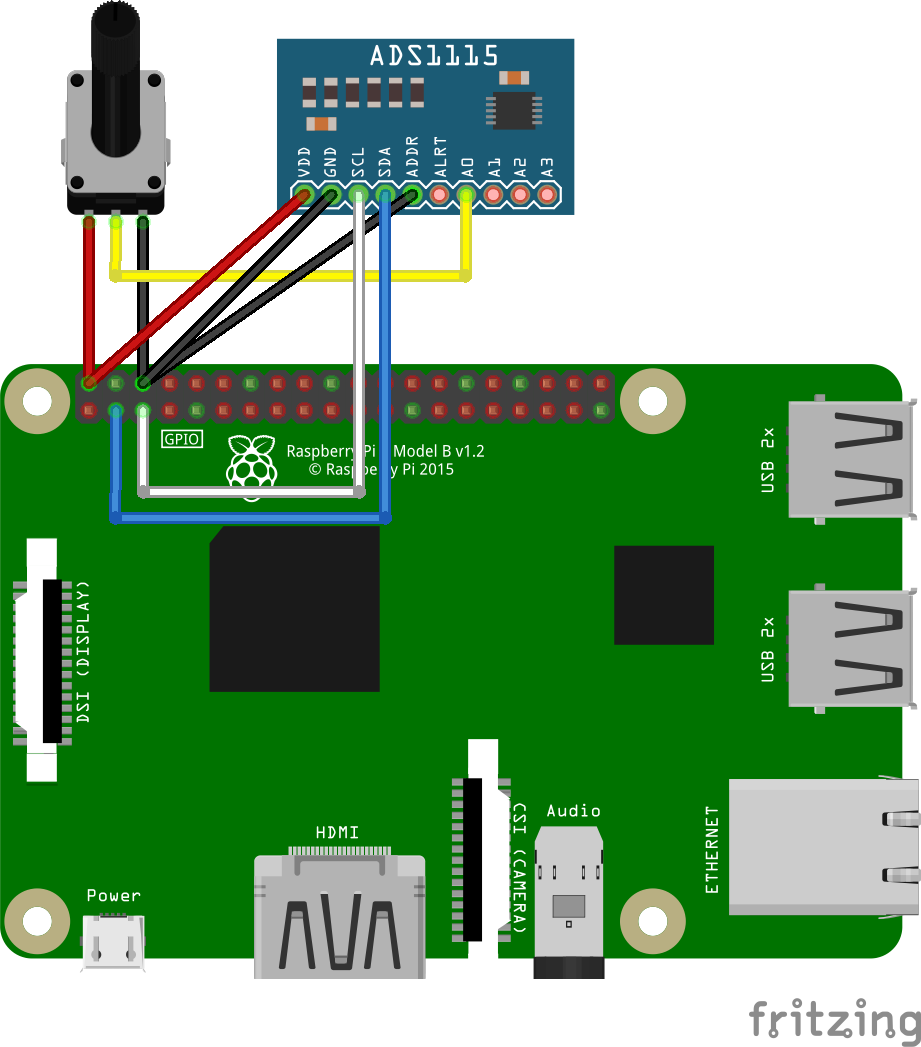 ADS1115
VDD
GND
SCL
SDA
ADDR
ALRT
A0
A1
A2
A3
GPIO
Raspberry Pi Model B v1.2
© Raspberry Pi 2015
USB 2x
USB 2x
DSI (DISPLAY)
CSI (CAMERA)
Audio
ETHERNET
HDMI
Power
fritzing